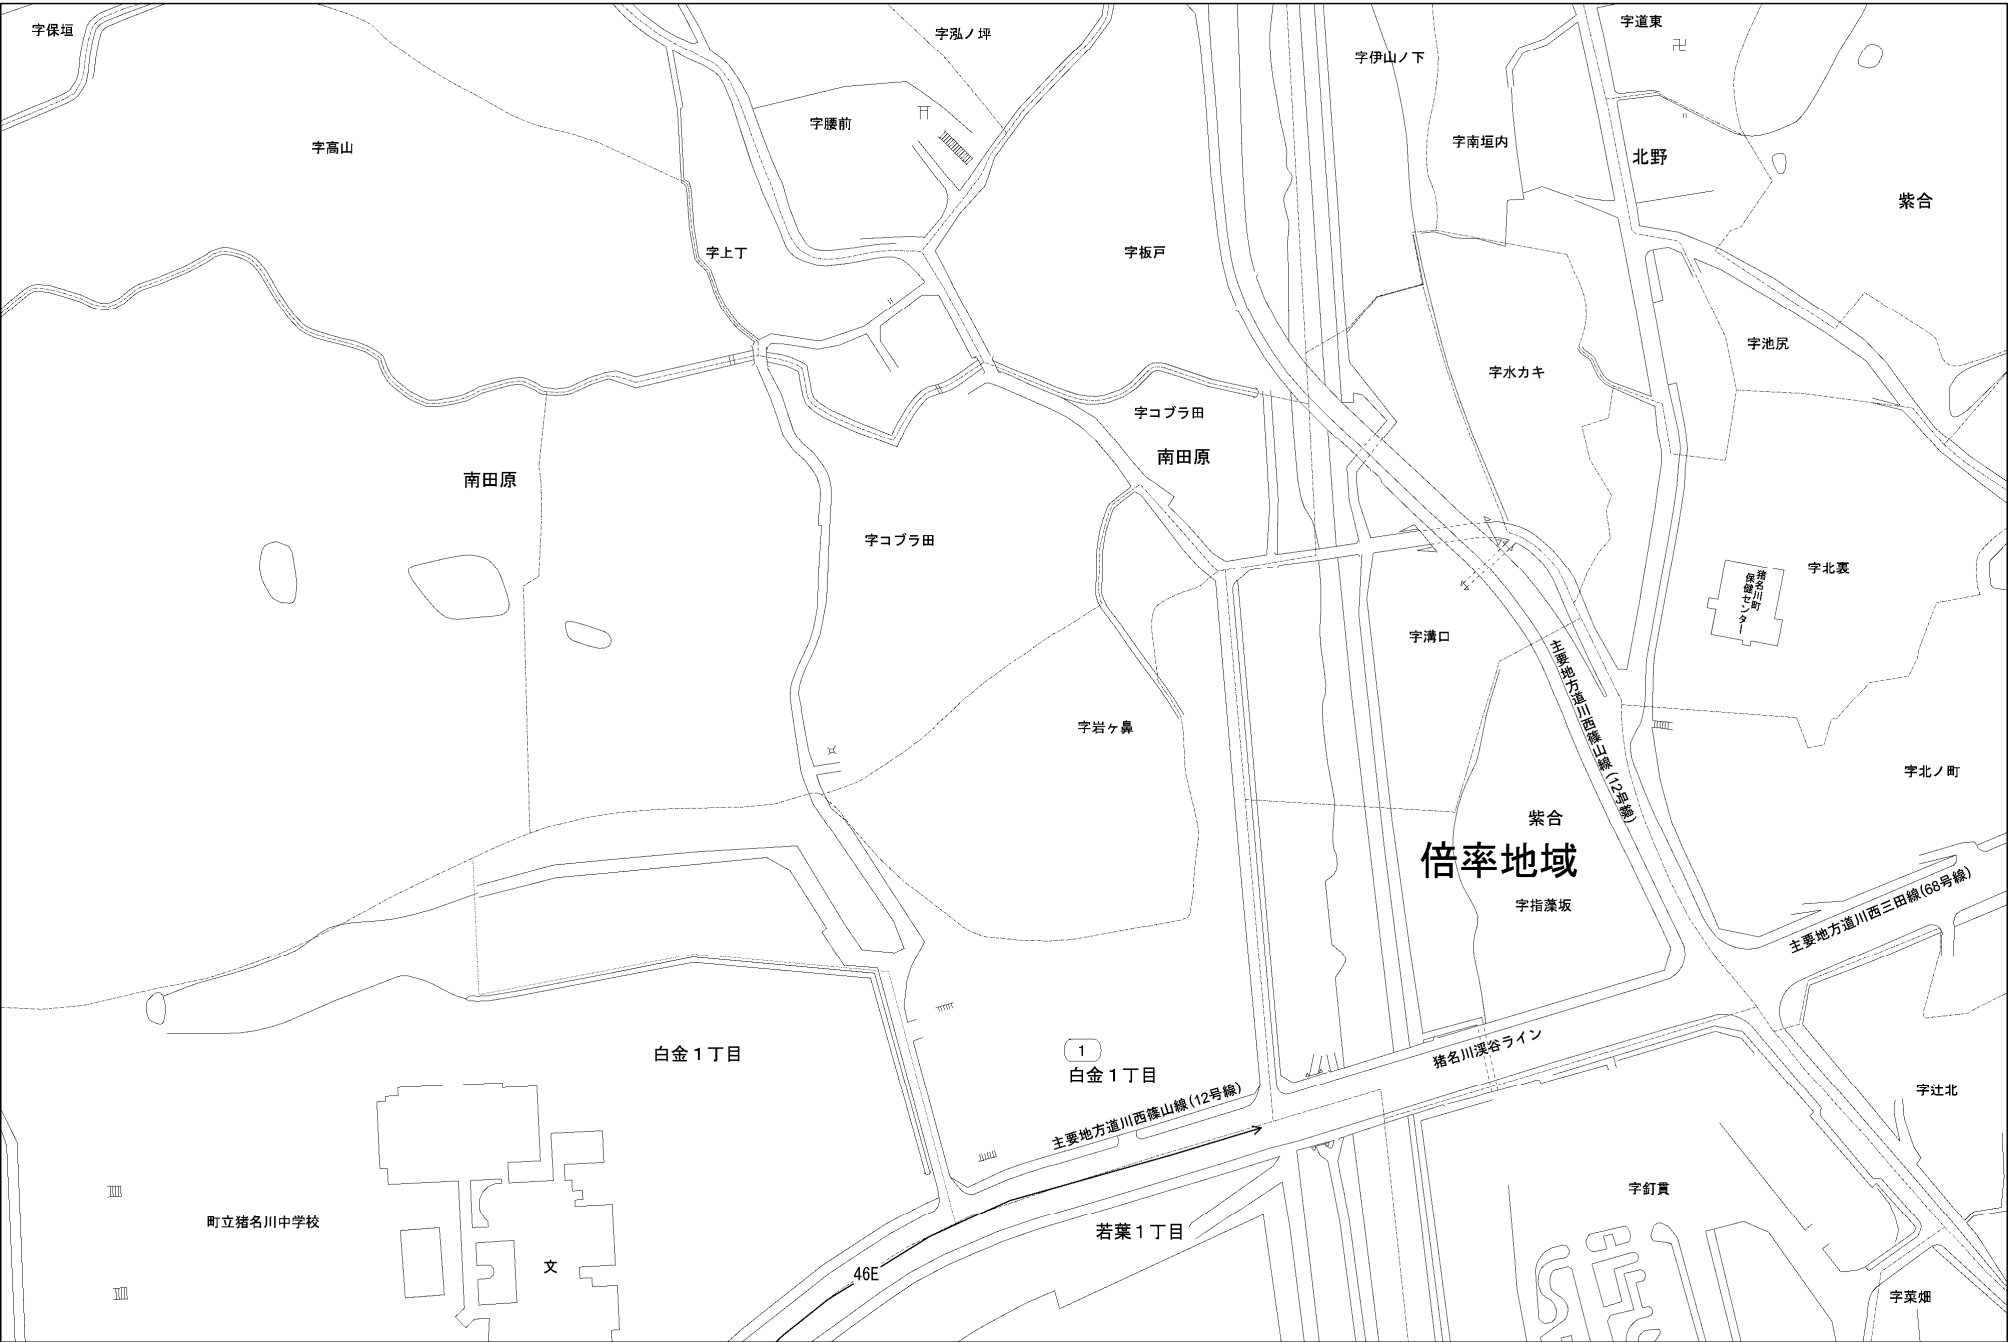 字保垣
字泓ノ坪
字道東
字伊山ノ下
字腰前
字高山
字南垣内
北野
紫合
字上丁
字板戸
字池尻
字水カキ
字コブラ田
南田原
南田原
字コブラ田
字北裏
猪名川町
保健センター
字溝口
主要地方道川西篠山線(12号線)
字岩ヶ鼻
字北ノ町
紫合
倍率地域
字指藻坂
主要地方道川西三田線(68号線)
白金1丁目
1
白金1丁目
猪名川渓谷ライン
主要地方道川西篠山線(12号線)
字辻北
字釘貫
町立猪名川中学校
若葉1丁目
文
46E
字菜畑